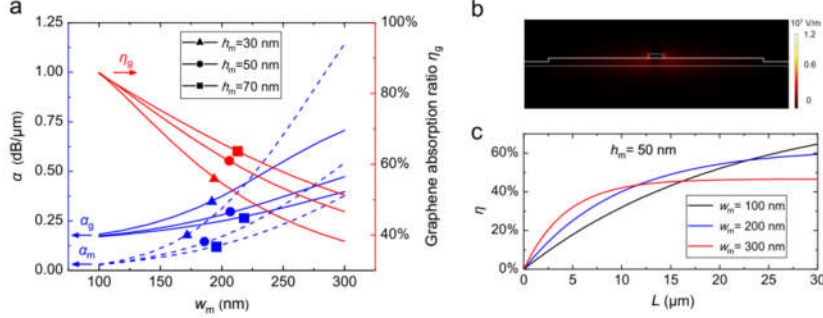 a
b
c
ηg
hm=30 nm
hm=50 nm
hm=70 nm
αg
αm
1.00
0.75
0.50
0.25
0.00
α (dB/μm)
100%
80%
60%
40%
Graphene absorption ratio ηg
100
150
200
250
300
wm (nm)
10⁷ V/m
1.2
0.6
0
hm= 50 nm
wm= 100 nm
wm= 200 nm
wm= 300 nm
60%
40%
20%
0%
η
0
5
10
15
20
25
30
L (μm)